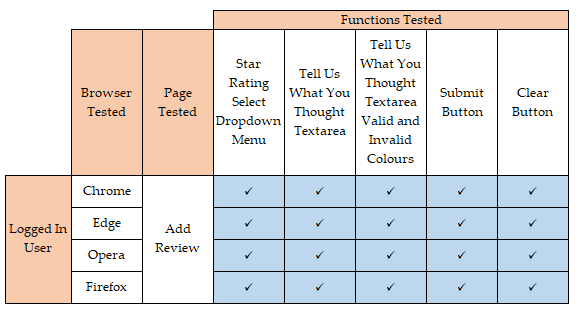 Functions Tested
Browser
Tested
Page
Tested
Star
Rating
Select
Dropdown
Menu
Tell Us
What You
Thought
Textarea
Tell Us
What You
Thought
Textarea
Valid and
Invalid
Colours
Submit
Button
Clear
Button
Logged In
User
Chrome
Add
Review
✓ ✓ ✓ ✓ ✓
Edge
✓ ✓ ✓ ✓ ✓
Opera
✓ ✓ ✓ ✓ ✓
Firefox
✓ ✓ ✓ ✓ ✓